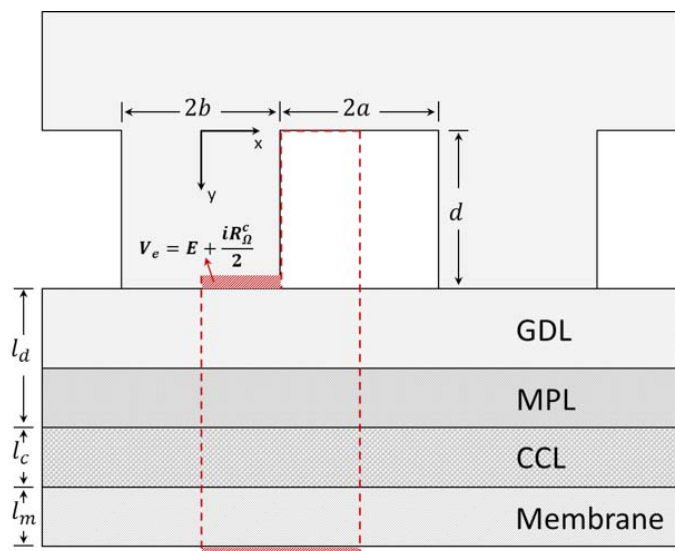 2b 2a
x
y
d
V_e = E + iR_Ω^c / 2
l_d
GDL
MPL
l_c
CCL
l_m
Membrane